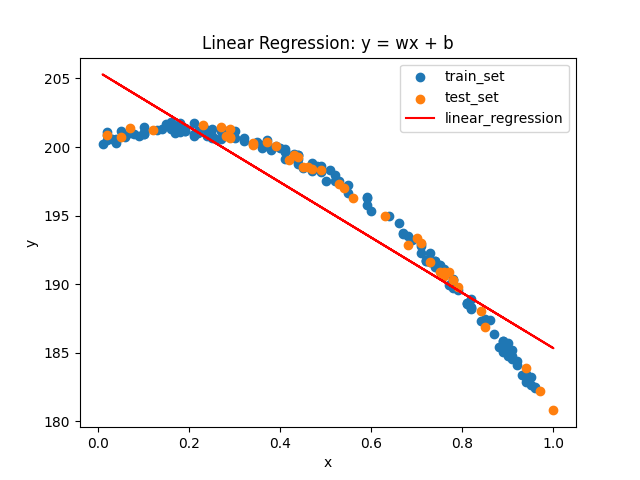 Linear Regression: y = wx + b
train_set
test_set
linear_regression
205
200
195
190
185
180
y
0.0 0.2 0.4 0.6 0.8 1.0
x